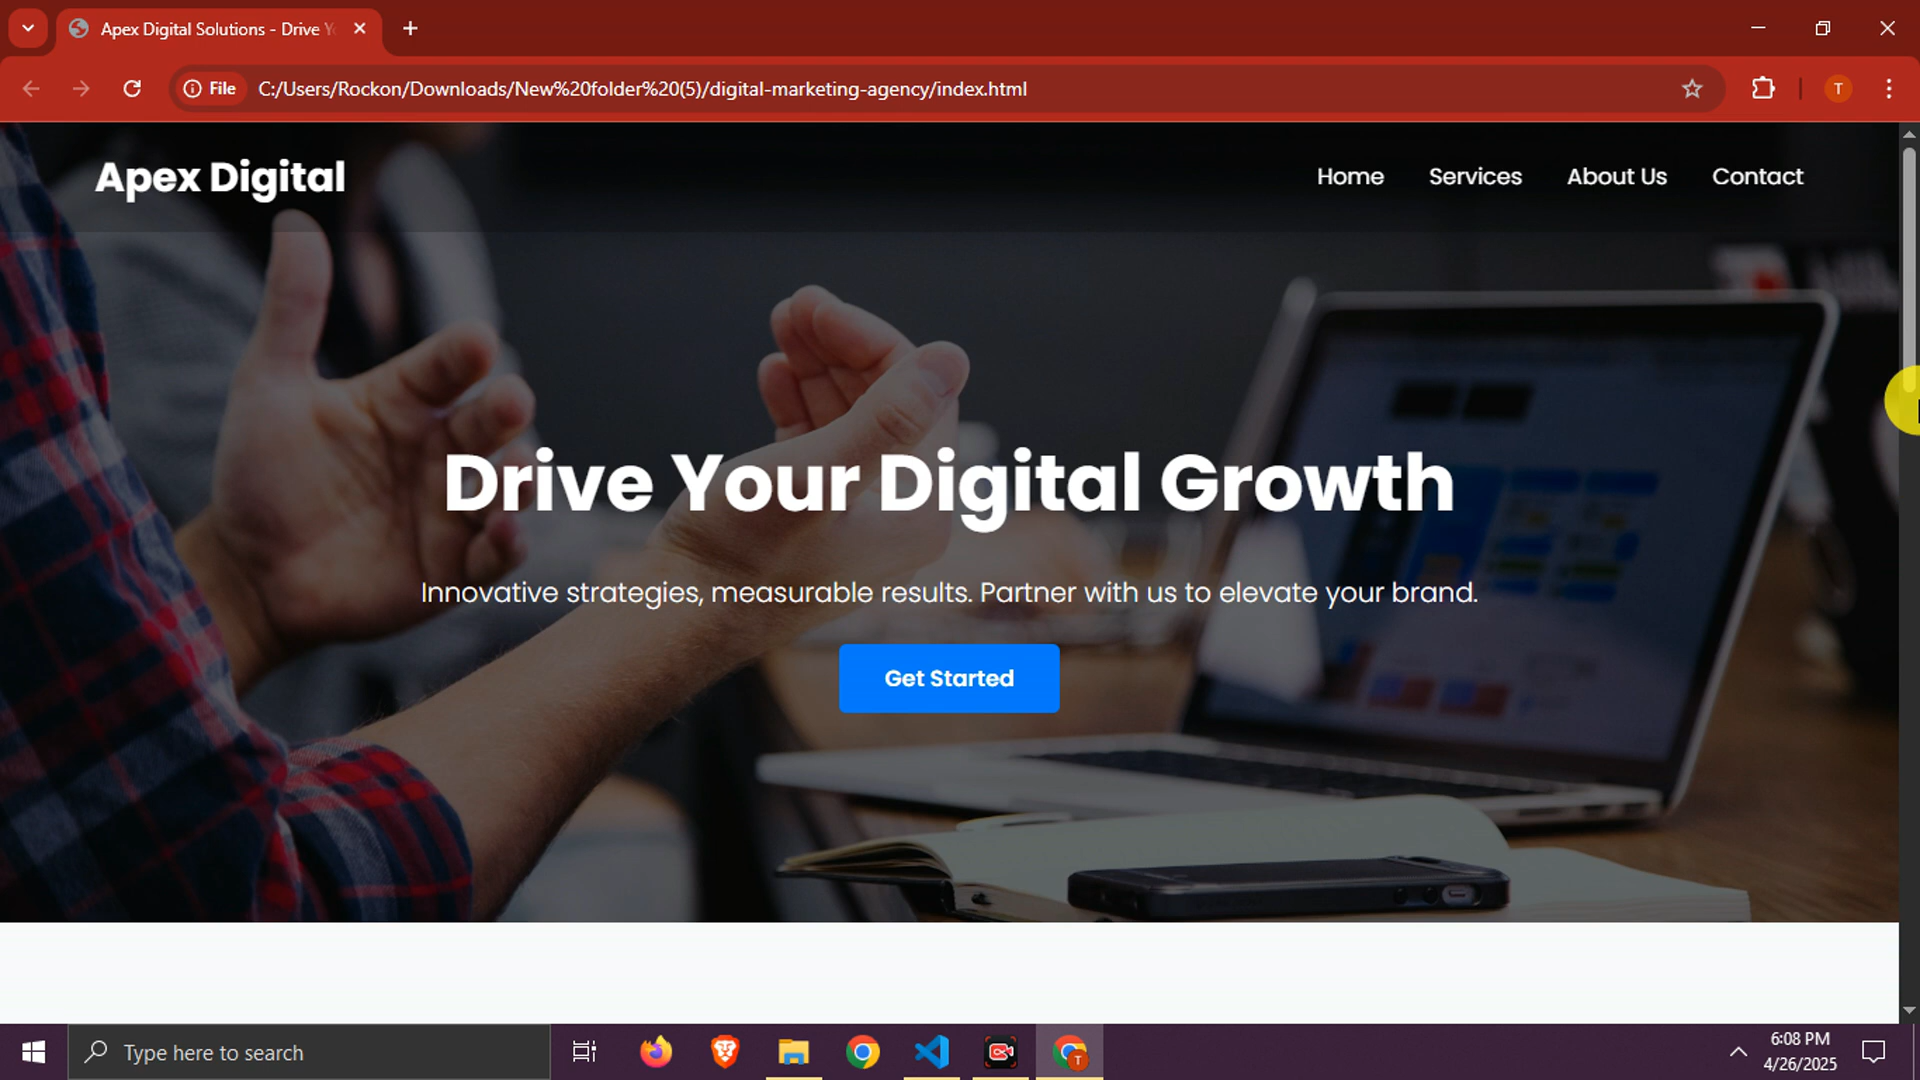 Apex Digital Solutions - Drive Y
File
C:/Users/Rockon/Downloads/New%20folder%20(5)/digital-marketing-agency/index.html
T
Apex Digital
Home
Services
About Us
Contact
Drive Your Digital Growth
Innovative strategies, measurable results. Partner with us to elevate your brand.
Get Started
Type here to search
T
6:08 PM
4/26/2025